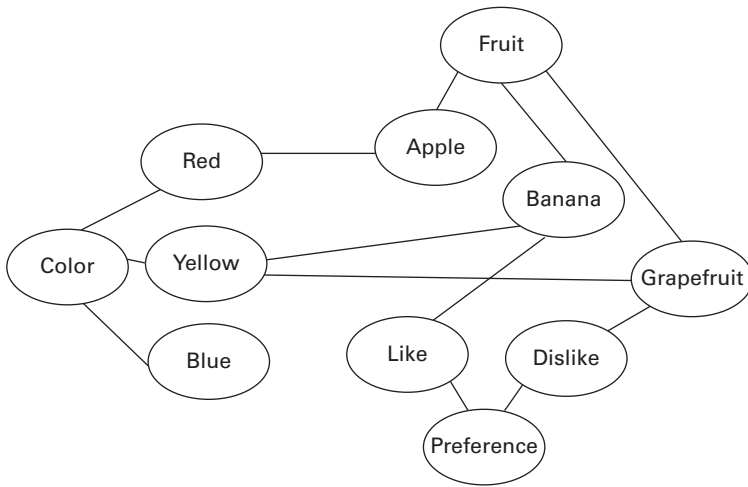 Fruit
Red
Apple
Banana
Color
Yellow
Grapefruit
Blue
Like
Dislike
Preference